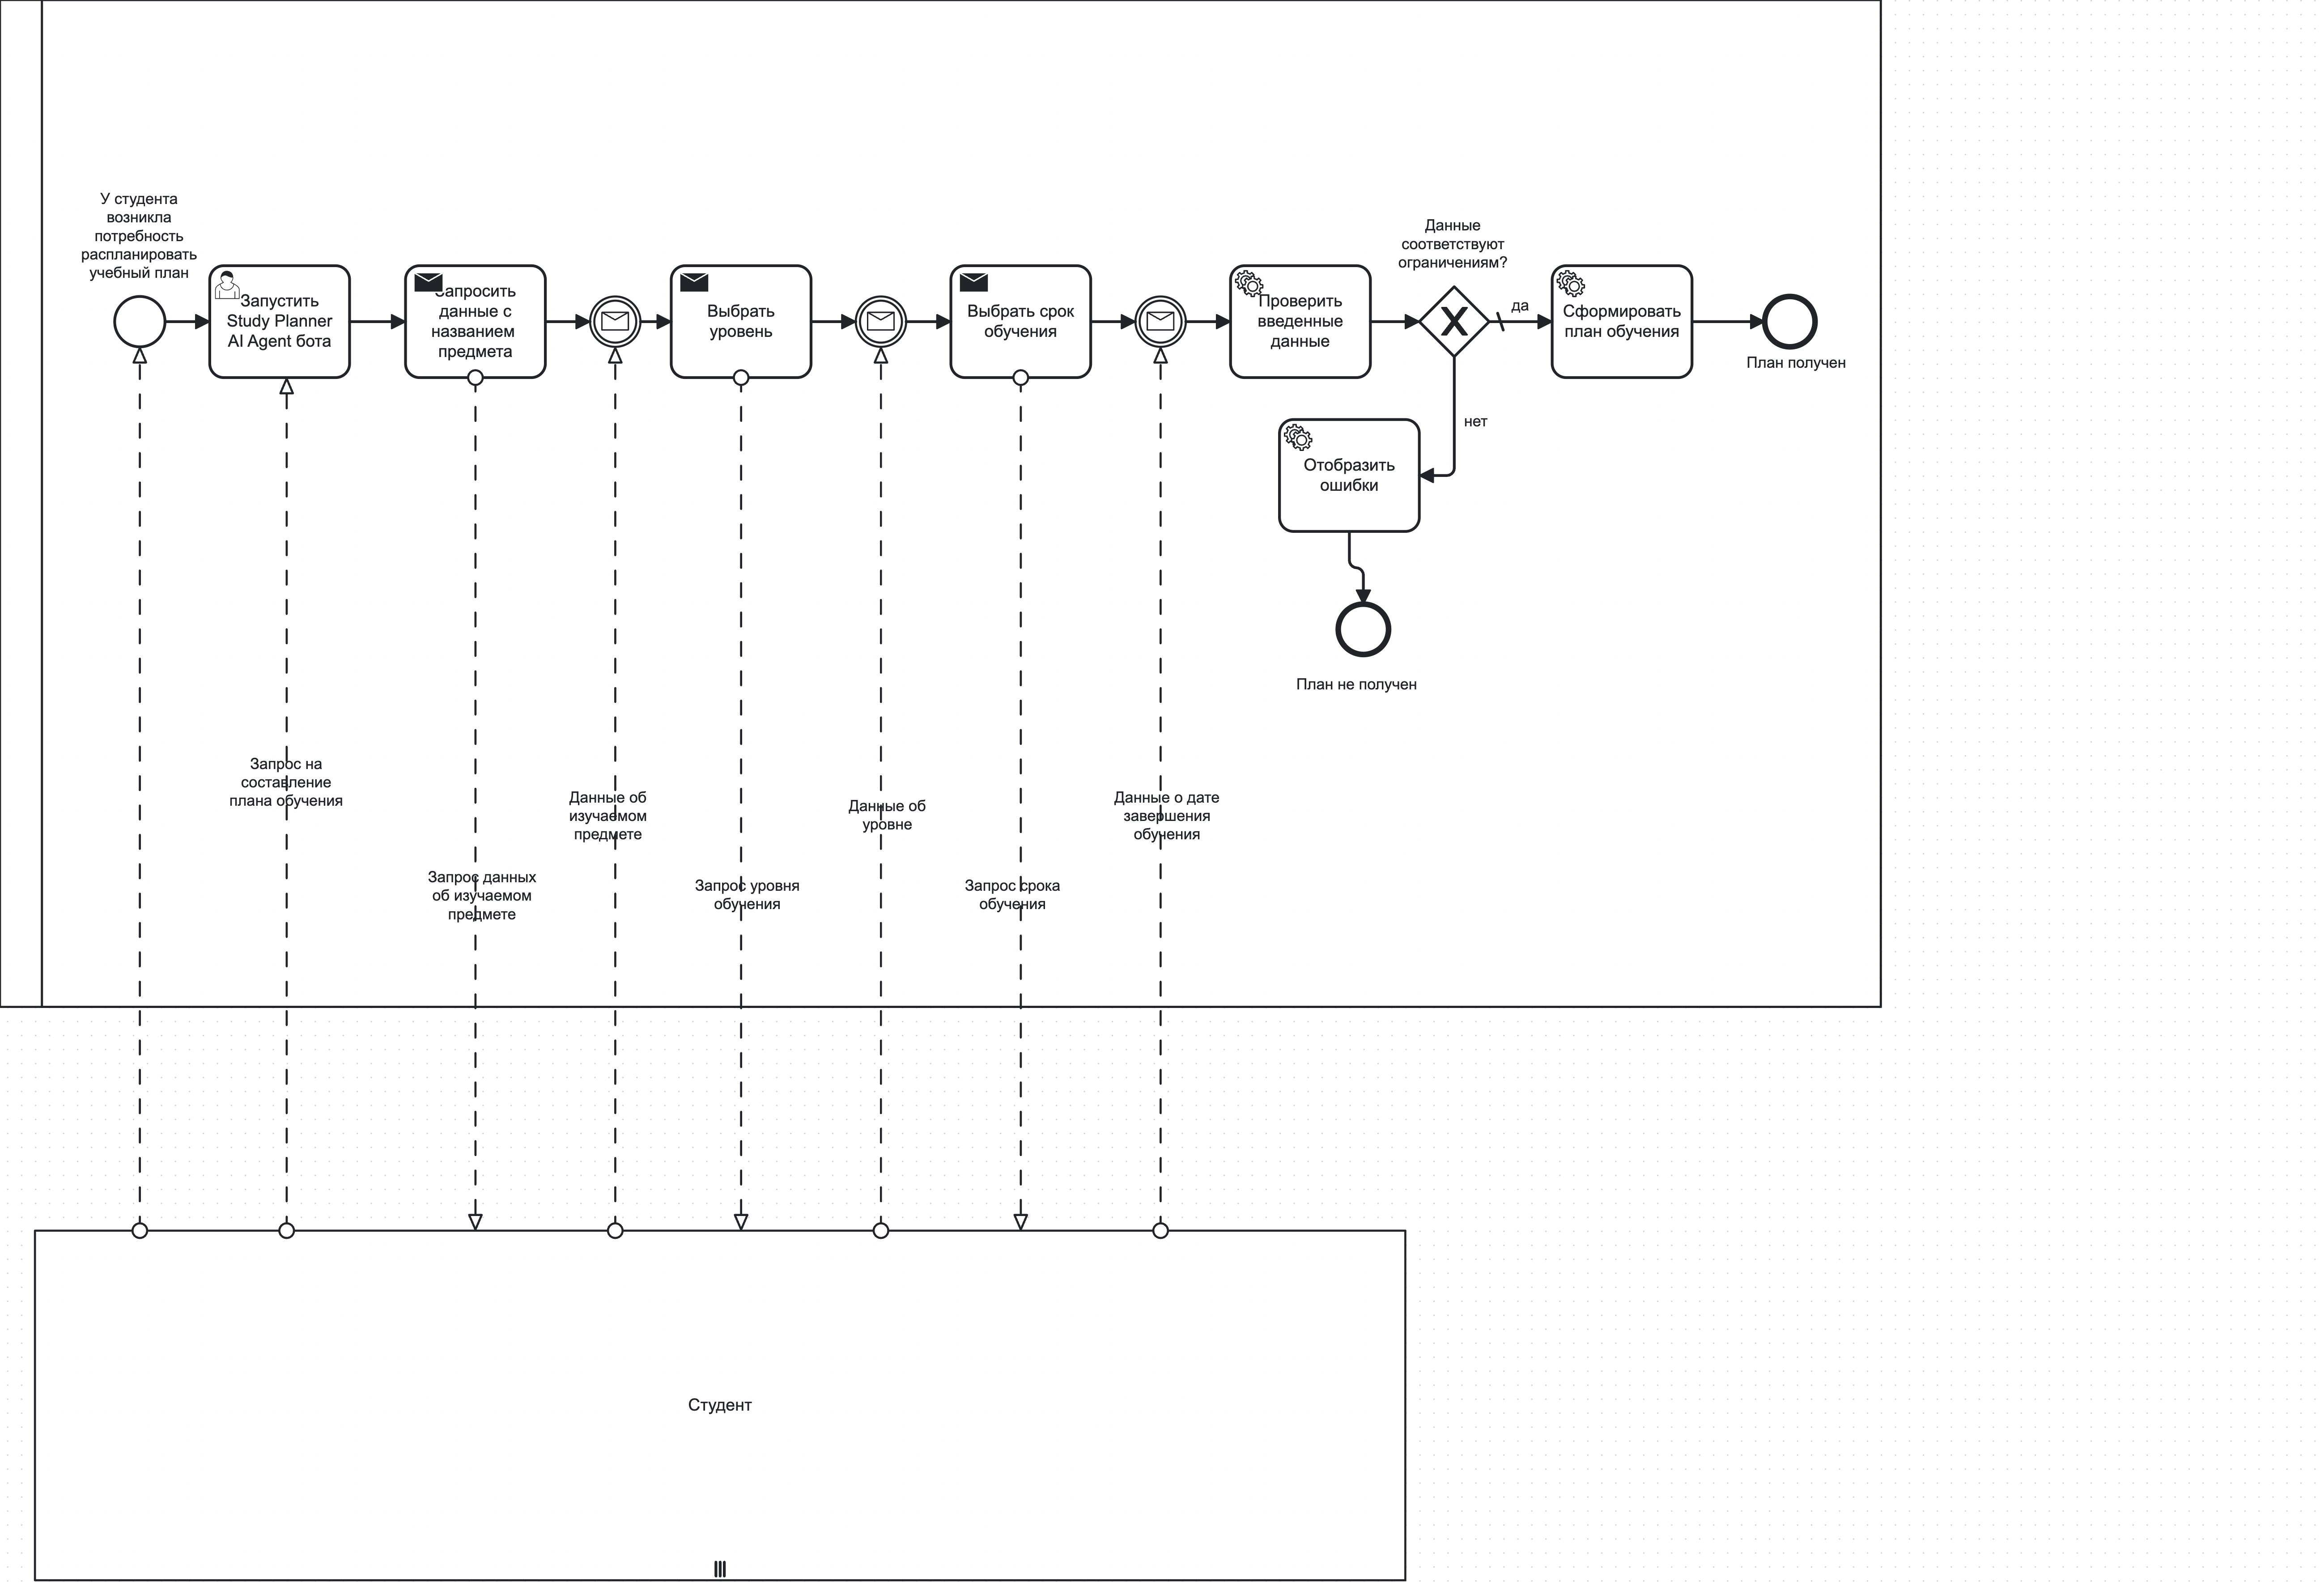 У студента
возникла
потребность
распланировать
учебный план
Запустить
Study Planner
AI Agent бота
Запросить
данные с
названием
предмета
Выбрать
уровень
Выбрать срок
обучения
Проверить
введенные
данные
Данные
соответствуют
ограничениям?
да
Сформировать
план обучения
План получен
нет
Отобразить
ошибки
План не получен
Запрос на
составление
плана обучения
Запрос данных
об изучаемом
предмете
Данные об
изучаемом
предмете
Запрос уровня
обучения
Данные об
уровне
Запрос срока
обучения
Данные о дате
завершения
обучения
Студент